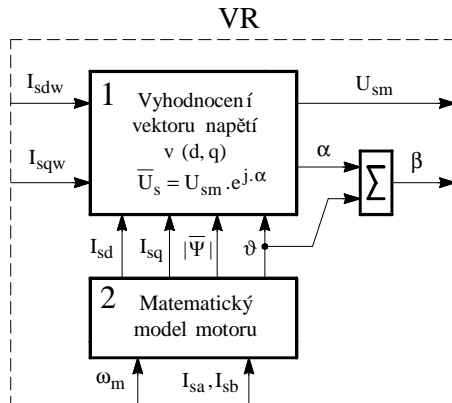 VR
I_sdw
I_sqw
1
Vyhodnocení
vektoru napětí
v (d, q)
U̅_s = U_sm . e^j.α
U_sm
α
Σ
β
I_sd
I_sq
|Ψ̅|
ϑ
2
Matematický
model motoru
ω_m
I_sa, I_sb